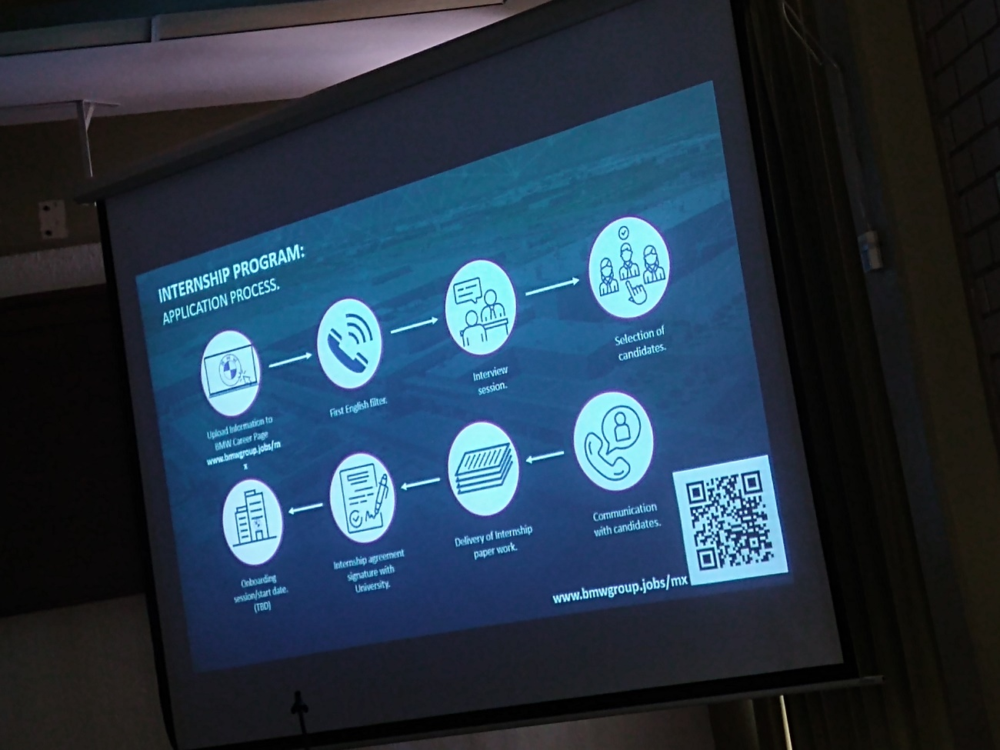 INTERNSHIP PROGRAM:
APPLICATION PROCESS.
Upload Information to
BMW Career Page
www.bmwgroup.jobs/m
x
First English filter.
Interview
session.
Selection of
candidates.
Communication
with candidates.
Delivery of Internship
paper work.
Internship agreement
signature with
University.
Onboarding
session/start date.
(TBD)
www.bmwgroup.jobs/mx